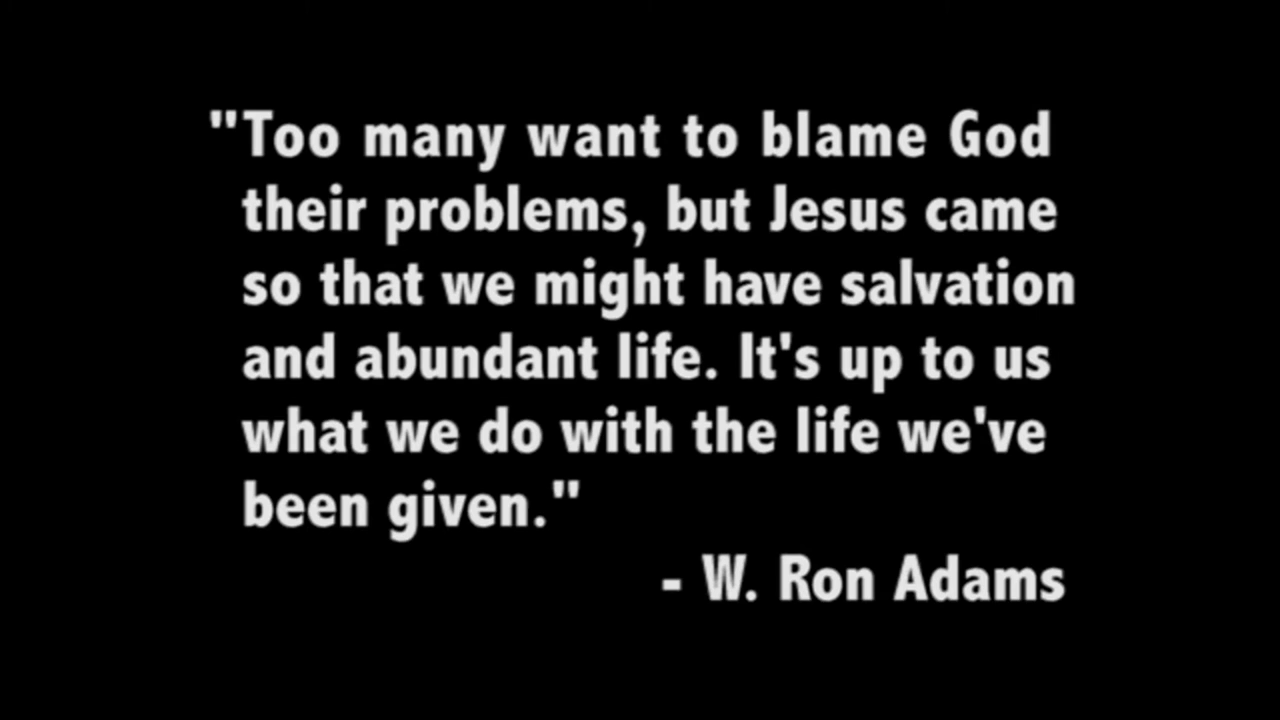 "Too many want to blame God
their problems, but Jesus came
so that we might have salvation
and abundant life. It's up to us
what we do with the life we've
been given."
- W. Ron Adams